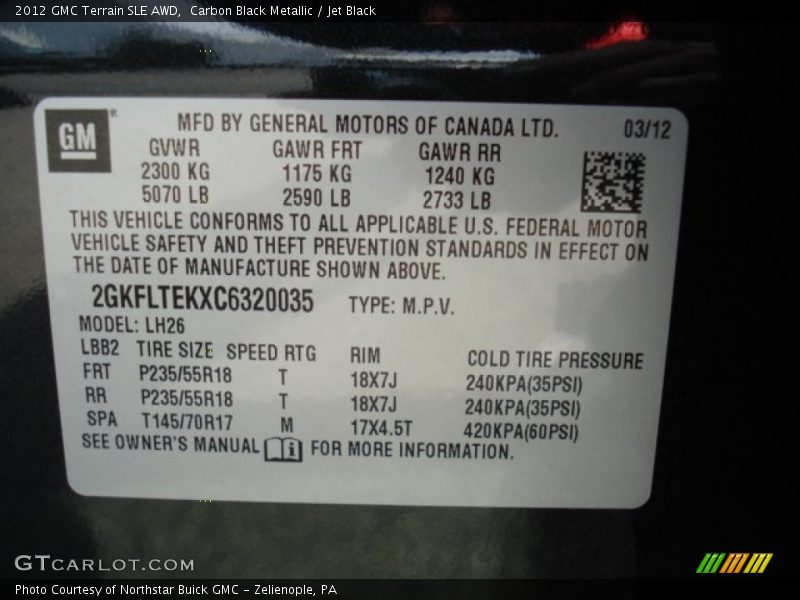 2012 GMC Terrain SLE AWD, Carbon Black Metallic / Jet Black
GM®
MFD BY GENERAL MOTORS OF CANADA LTD. 03/12
GVWR GAWR FRT GAWR RR
2300 KG 1175 KG 1240 KG
5070 LB 2590 LB 2733 LB
THIS VEHICLE CONFORMS TO ALL APPLICABLE U.S. FEDERAL MOTOR
VEHICLE SAFETY AND THEFT PREVENTION STANDARDS IN EFFECT ON
THE DATE OF MANUFACTURE SHOWN ABOVE.
2GKFLTEKXC6320035 TYPE: M.P.V.
MODEL: LH26
LBB2 TIRE SIZE SPEED RTG RIM COLD TIRE PRESSURE
FRT P235/55R18 T 18X7J 240KPA(35PSI)
RR P235/55R18 T 18X7J 240KPA(35PSI)
SPA T145/70R17 M 17X4.5T 420KPA(60PSI)
SEE OWNER'S MANUAL i FOR MORE INFORMATION.
GTCARLOT.COM
Photo Courtesy of Northstar Buick GMC - Zelienople, PA